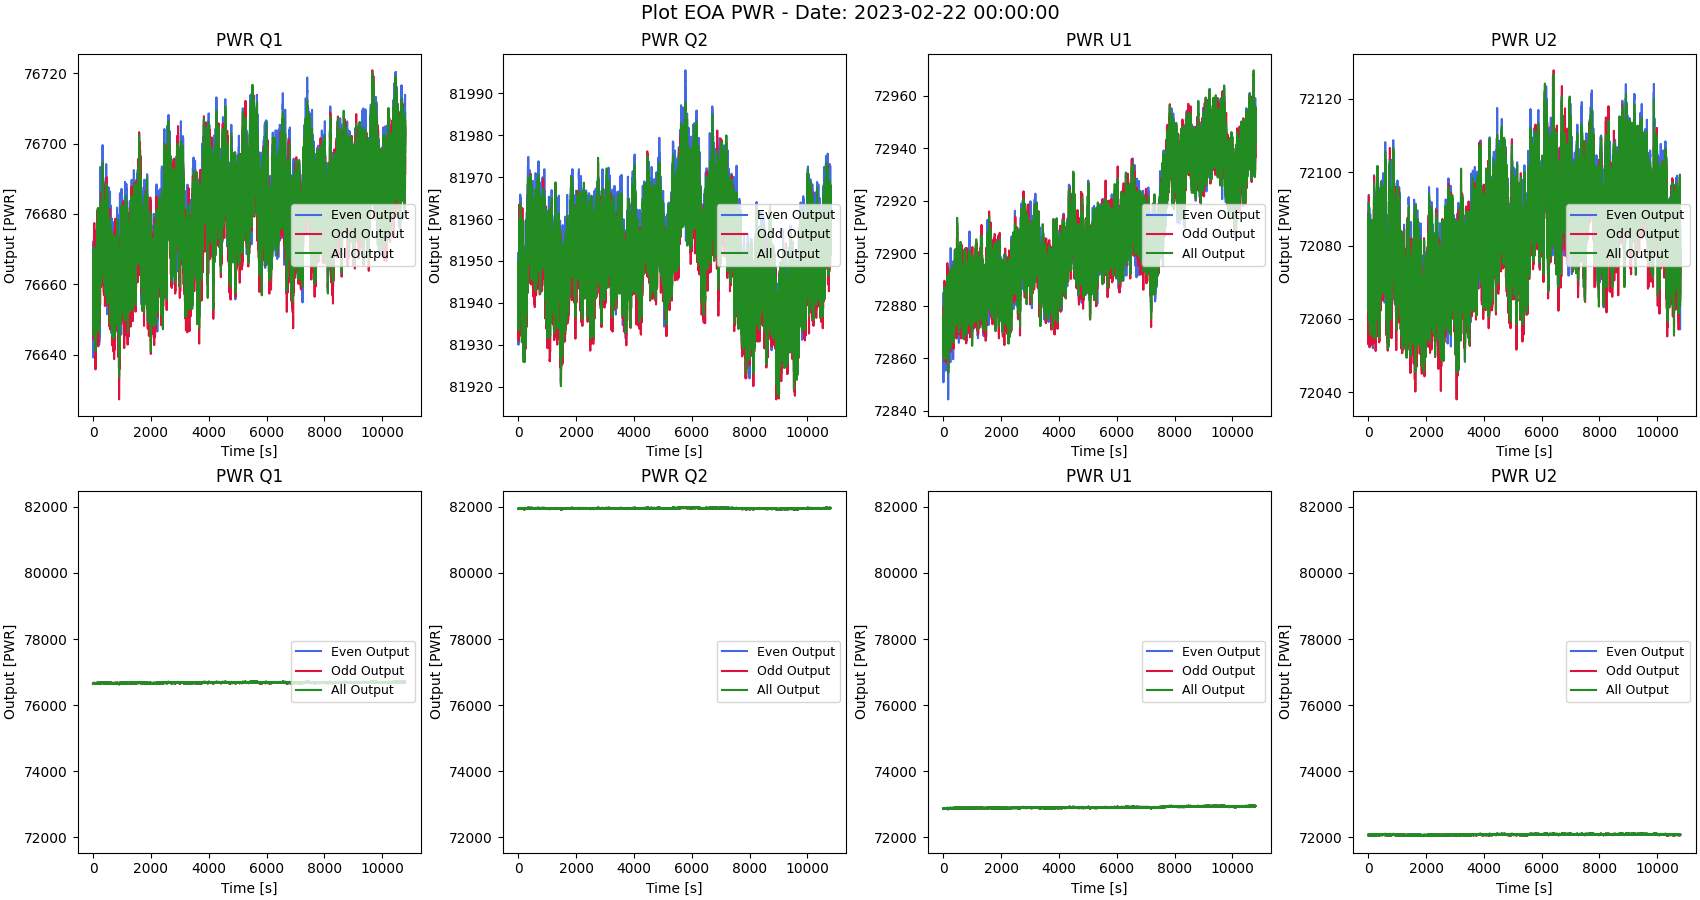 Plot EOA PWR - Date: 2023-02-22 00:00:00
PWR Q1
76720
76700
76680
76660
76640
Output [PWR]
0 2000 4000 6000 8000 10000
Time [s]
Even Output
Odd Output
All Output
PWR Q2
81990
81980
81970
81960
81950
81940
81930
81920
Output [PWR]
0 2000 4000 6000 8000 10000
Time [s]
Even Output
Odd Output
All Output
PWR U1
72960
72940
72920
72900
72880
72860
72840
Output [PWR]
0 2000 4000 6000 8000 10000
Time [s]
Even Output
Odd Output
All Output
PWR U2
72120
72100
72080
72060
72040
Output [PWR]
0 2000 4000 6000 8000 10000
Time [s]
Even Output
Odd Output
All Output
PWR Q1
82000
80000
78000
76000
74000
72000
Output [PWR]
0 2000 4000 6000 8000 10000
Time [s]
Even Output
Odd Output
All Output
PWR Q2
82000
80000
78000
76000
74000
72000
Output [PWR]
0 2000 4000 6000 8000 10000
Time [s]
Even Output
Odd Output
All Output
PWR U1
82000
80000
78000
76000
74000
72000
Output [PWR]
0 2000 4000 6000 8000 10000
Time [s]
Even Output
Odd Output
All Output
PWR U2
82000
80000
78000
76000
74000
72000
Output [PWR]
0 2000 4000 6000 8000 10000
Time [s]
Even Output
Odd Output
All Output